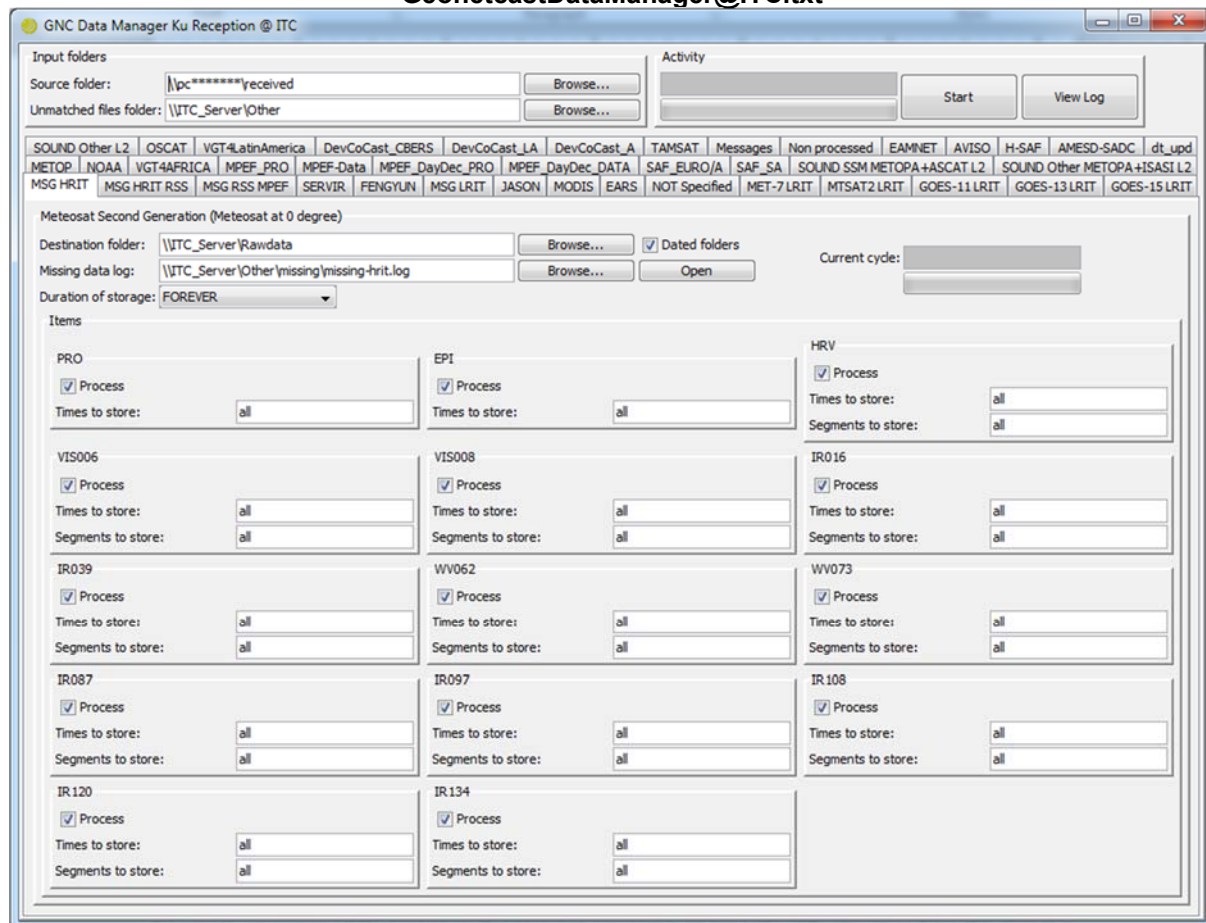 GeonetcastDataManager@ITC.txt
GNC Data Manager Ku Reception @ ITC
Input folders
Source folder: \\pc*******\received Browse...
Unmatched files folder: \\ITC_Server\Other Browse...
Activity
Start View Log
SOUND Other L2 OSCAT VGT4LatinAmerica DevCoCast_CBERS DevCoCast_LA DevCoCast_A TAMSAT Messages Non processed EAMNET AVISO H-SAF AMESD-SADC dt_upd
METOP NOAA VGT4AFRICA MPEF_PRO MPEF-Data MPEF_DayDec_PRO MPEF_DayDec_DATA SAF_EURO/A SAF_SA SOUND SSM METOPA+ASCAT L2 SOUND Other METOPA+ISASI L2
MSG HRIT MSG HRIT RSS MSG RSS MPEF SERVIR FENGYUN MSG LRIT JASON MODIS EARS NOT Specified MET-7 LRIT MTSAT2 LRIT GOES-11 LRIT GOES-13 LRIT GOES-15 LRIT
Meteosat Second Generation (Meteosat at 0 degree)
Destination folder: \\ITC_Server\Rawdata Browse... Dated folders
Missing data log: \\ITC_Server\Other\missing\missing-hrit.log Browse... Open
Current cycle:
Duration of storage: FOREVER
Items
PRO EPI HRV
Process Process Process
Times to store: all Times to store: all Times to store: all
Segments to store: all
VIS006 VIS008 IR016
Process Process Process
Times to store: all Times to store: all Times to store: all
Segments to store: all Segments to store: all Segments to store: all
IR039 WV062 WV073
Process Process Process
Times to store: all Times to store: all Times to store: all
Segments to store: all Segments to store: all Segments to store: all
IR087 IR097 IR108
Process Process Process
Times to store: all Times to store: all Times to store: all
Segments to store: all Segments to store: all Segments to store: all
IR120 IR134
Process Process
Times to store: all Times to store: all
Segments to store: all Segments to store: all